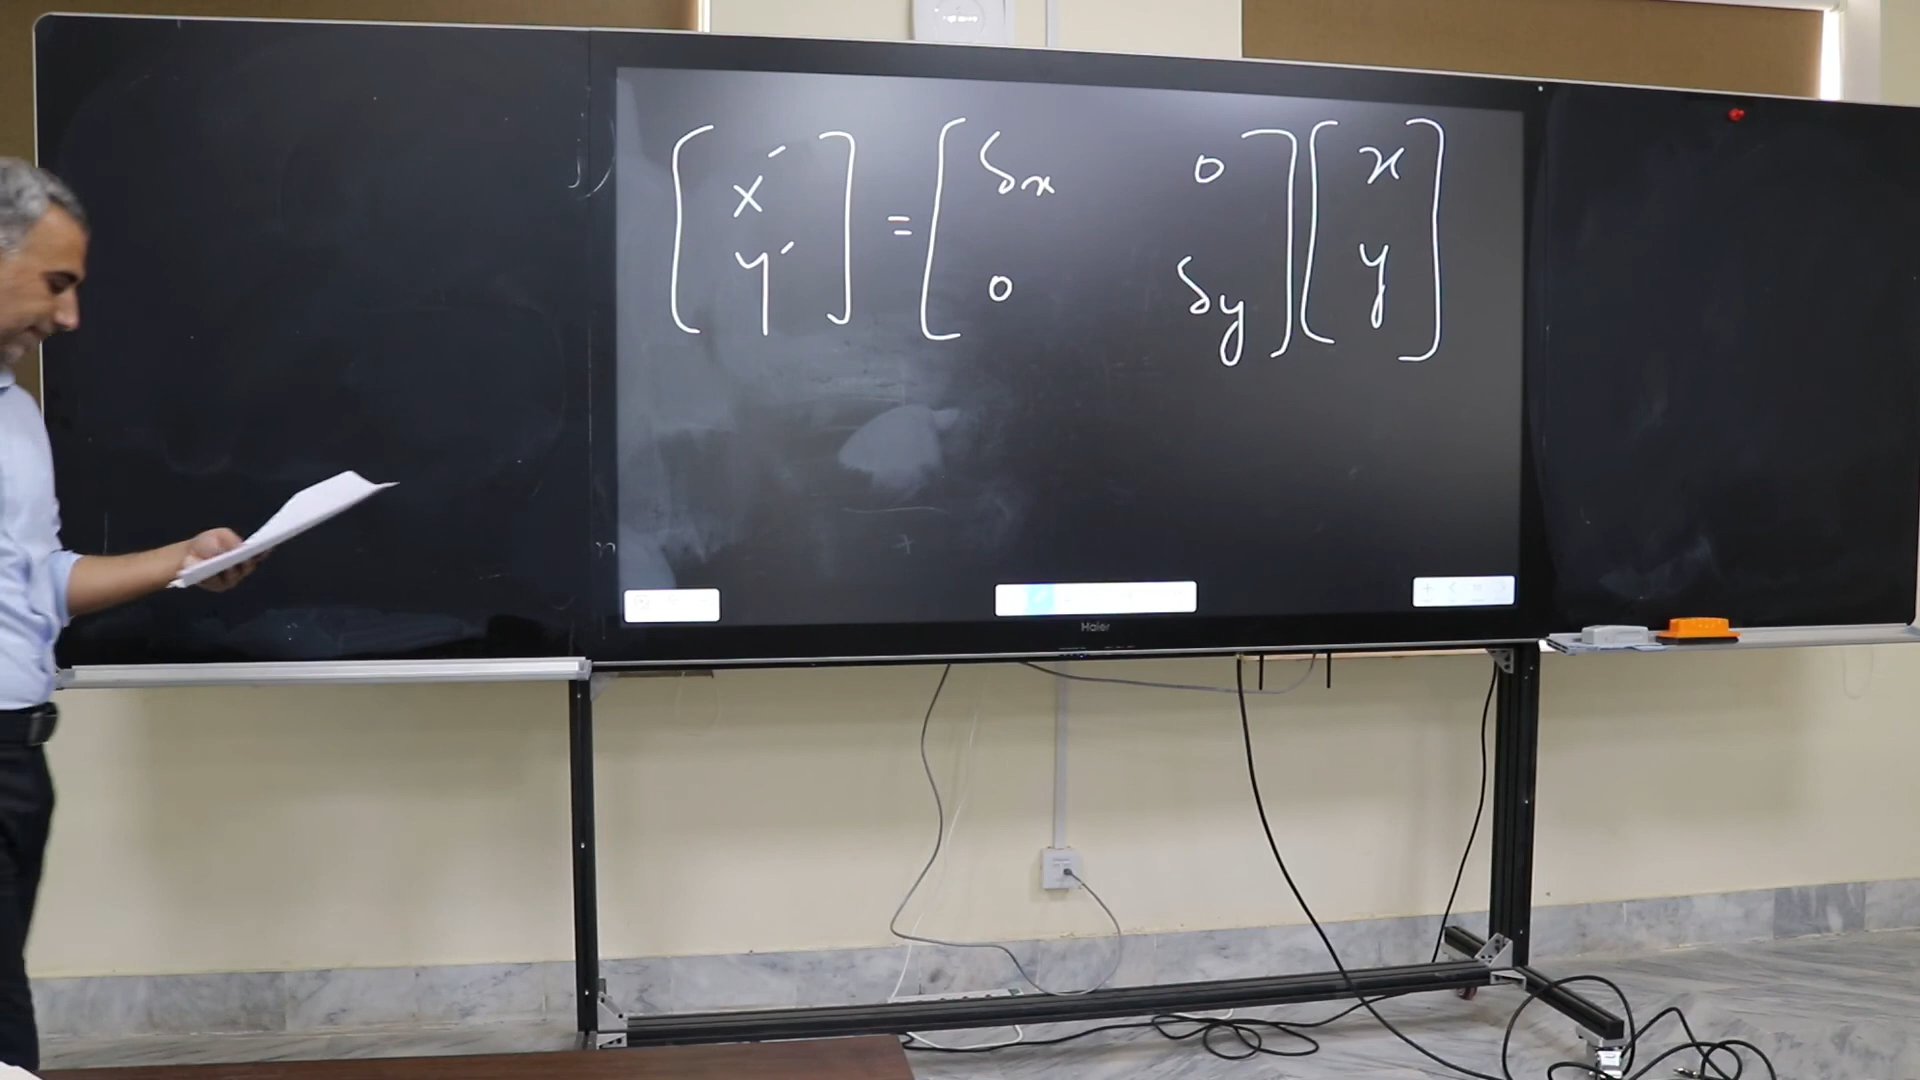 [x′ y′] = [Sx 0 0 Sy][x y]
Haier